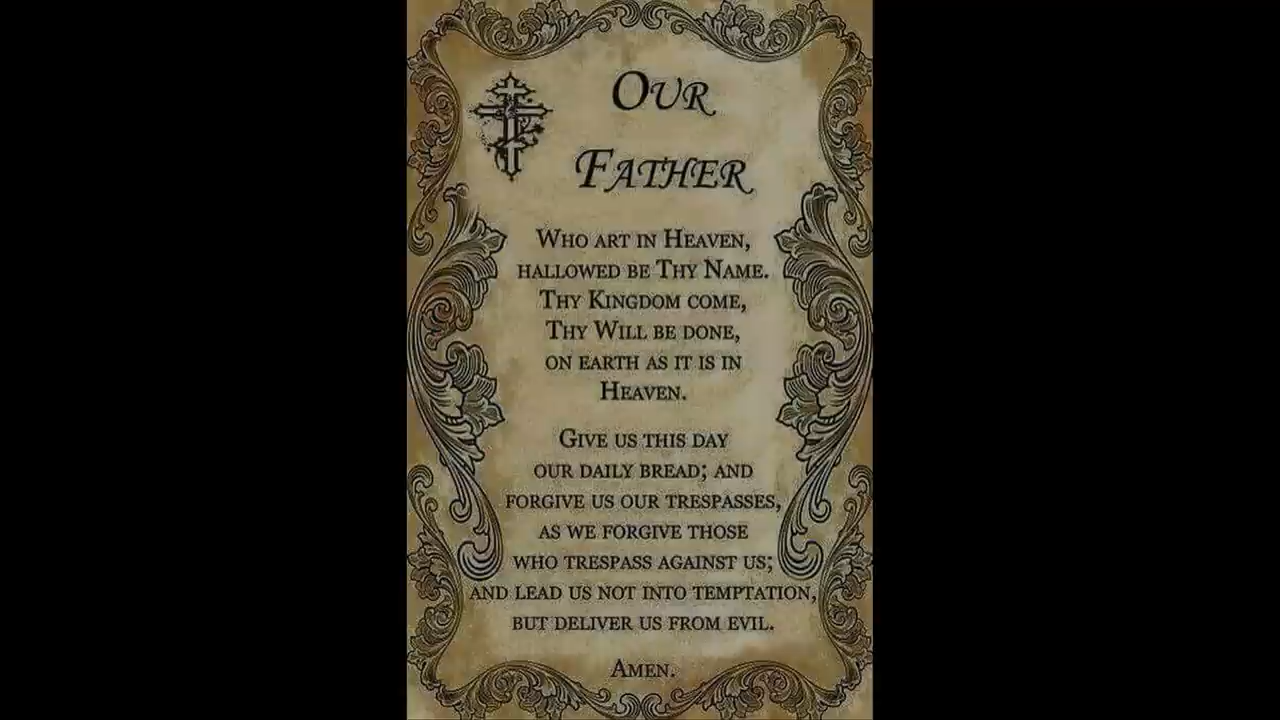 OUR
FATHER
WHO ART IN HEAVEN,
HALLOWED BE THY NAME.
THY KINGDOM COME,
THY WILL BE DONE,
ON EARTH AS IT IS IN
HEAVEN.
GIVE US THIS DAY
OUR DAILY BREAD; AND
FORGIVE US OUR TRESPASSES,
AS WE FORGIVE THOSE
WHO TRESPASS AGAINST US;
AND LEAD US NOT INTO TEMPTATION,
BUT DELIVER US FROM EVIL.
AMEN.